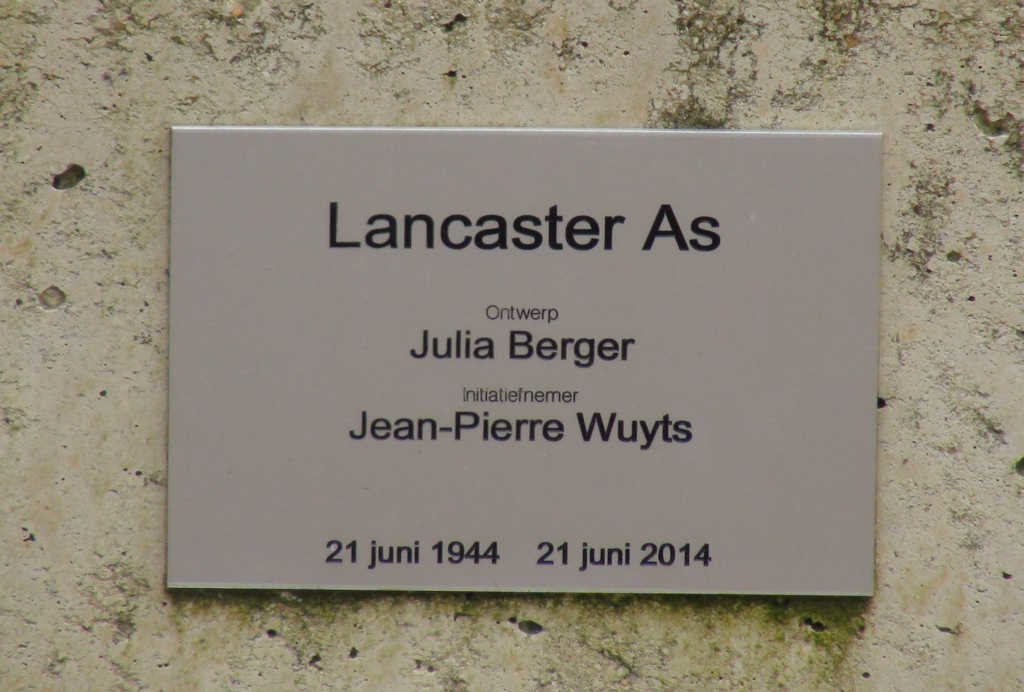 Lancaster As
Ontwerp
Julia Berger
Initiatiefnemer
Jean-Pierre Wuyts
21 juni 1944 21 juni 2014